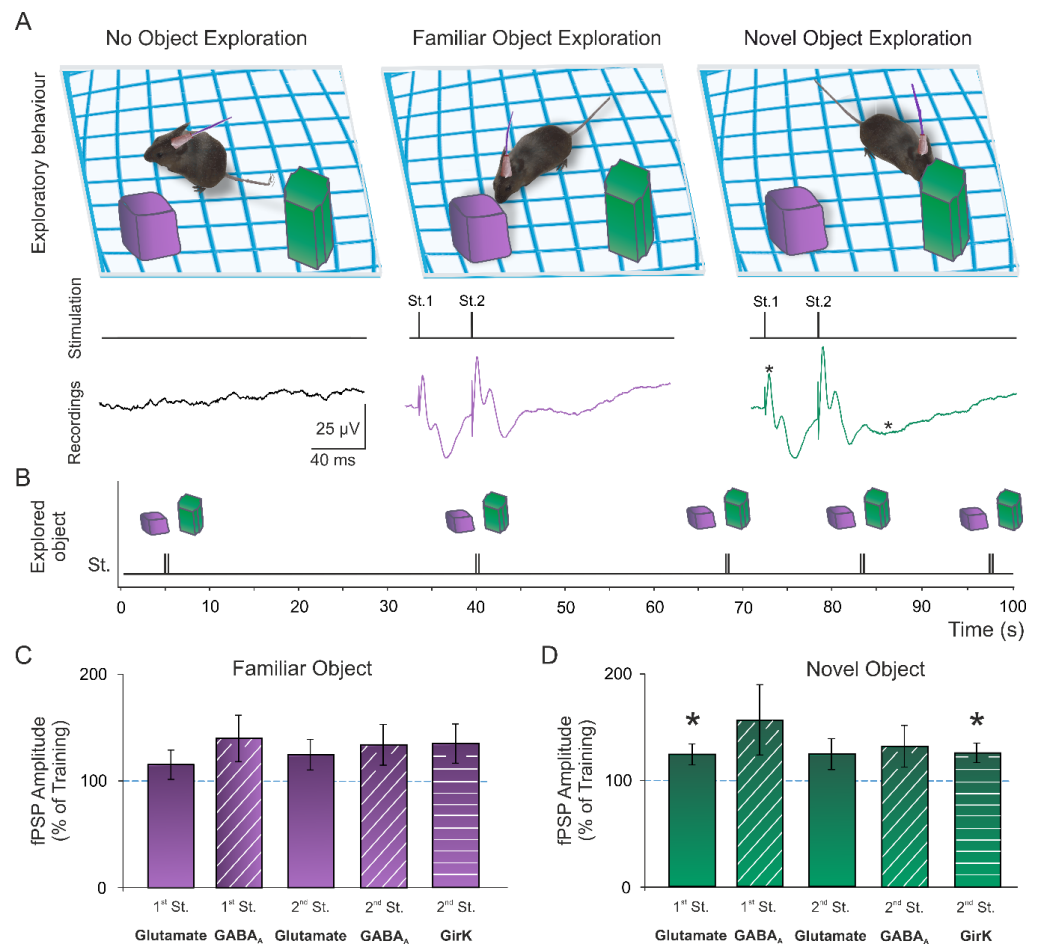 A
No Object Exploration
Familiar Object Exploration
Novel Object Exploration
Exploratory behaviour
Stimulation
St.1
St.2
St.1
St.2
Recordings
*
*
25 µV
40 ms
B
Explored
object
St.
0 10 20 30 40 50 60 70 80 90 100
Time (s)
C
Familiar Object
fPSP Amplitude
(% of Training)
200
100
0
1st St. 1st St. 2nd St. 2nd St. 2nd St.
Glutamate GABAA Glutamate GABAA GirK
D
Novel Object
fPSP Amplitude
(% of Training)
200
100
0
*
*
1st St. 1st St. 2nd St. 2nd St. 2nd St.
Glutamate GABAA Glutamate GABAA GirK